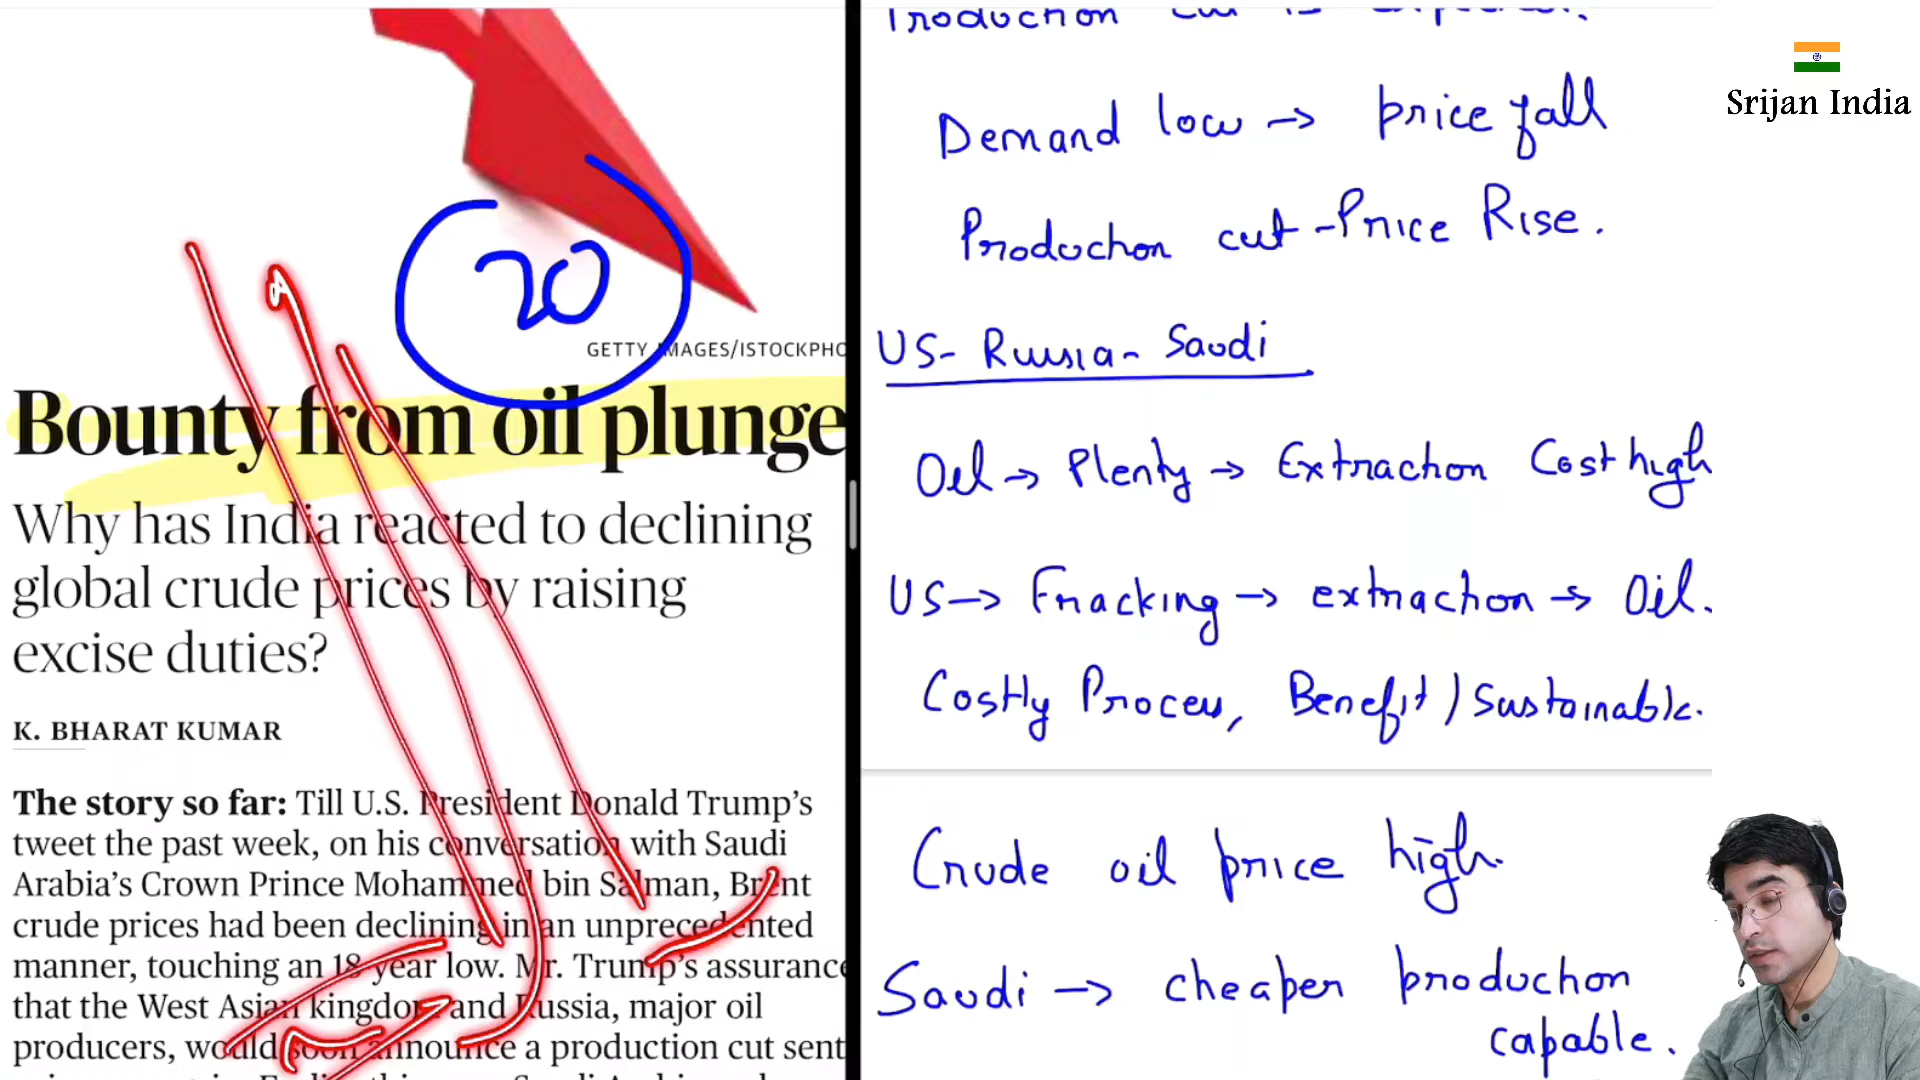 20
GETTY IMAGES/ISTOCKPHO
Bounty from oil plunge
Why has India reacted to declining
global crude prices by raising
excise duties?
K. BHARAT KUMAR
The story so far: Till U.S. President Donald Trump's
tweet the past week, on his conversation with Saudi
Arabia's Crown Prince Mohammed bin Salman, Brent
crude prices had been declining in an unprecedented
manner, touching an 18-year low. Mr. Trump's assurance
that the West Asian kingdom and Russia, major oil
producers, would soon announce a production cut sent
Production cut is
Demand low → price fall
Production cut - Price Rise.
US- Russia- Saudi
Oil → Plenty → Extraction Cost high
US → Fracking → extraction → Oil.
Costly Process, Benefit / Sustainable.
Crude oil price high.
Saudi → cheaper production
capable.
Srijan India